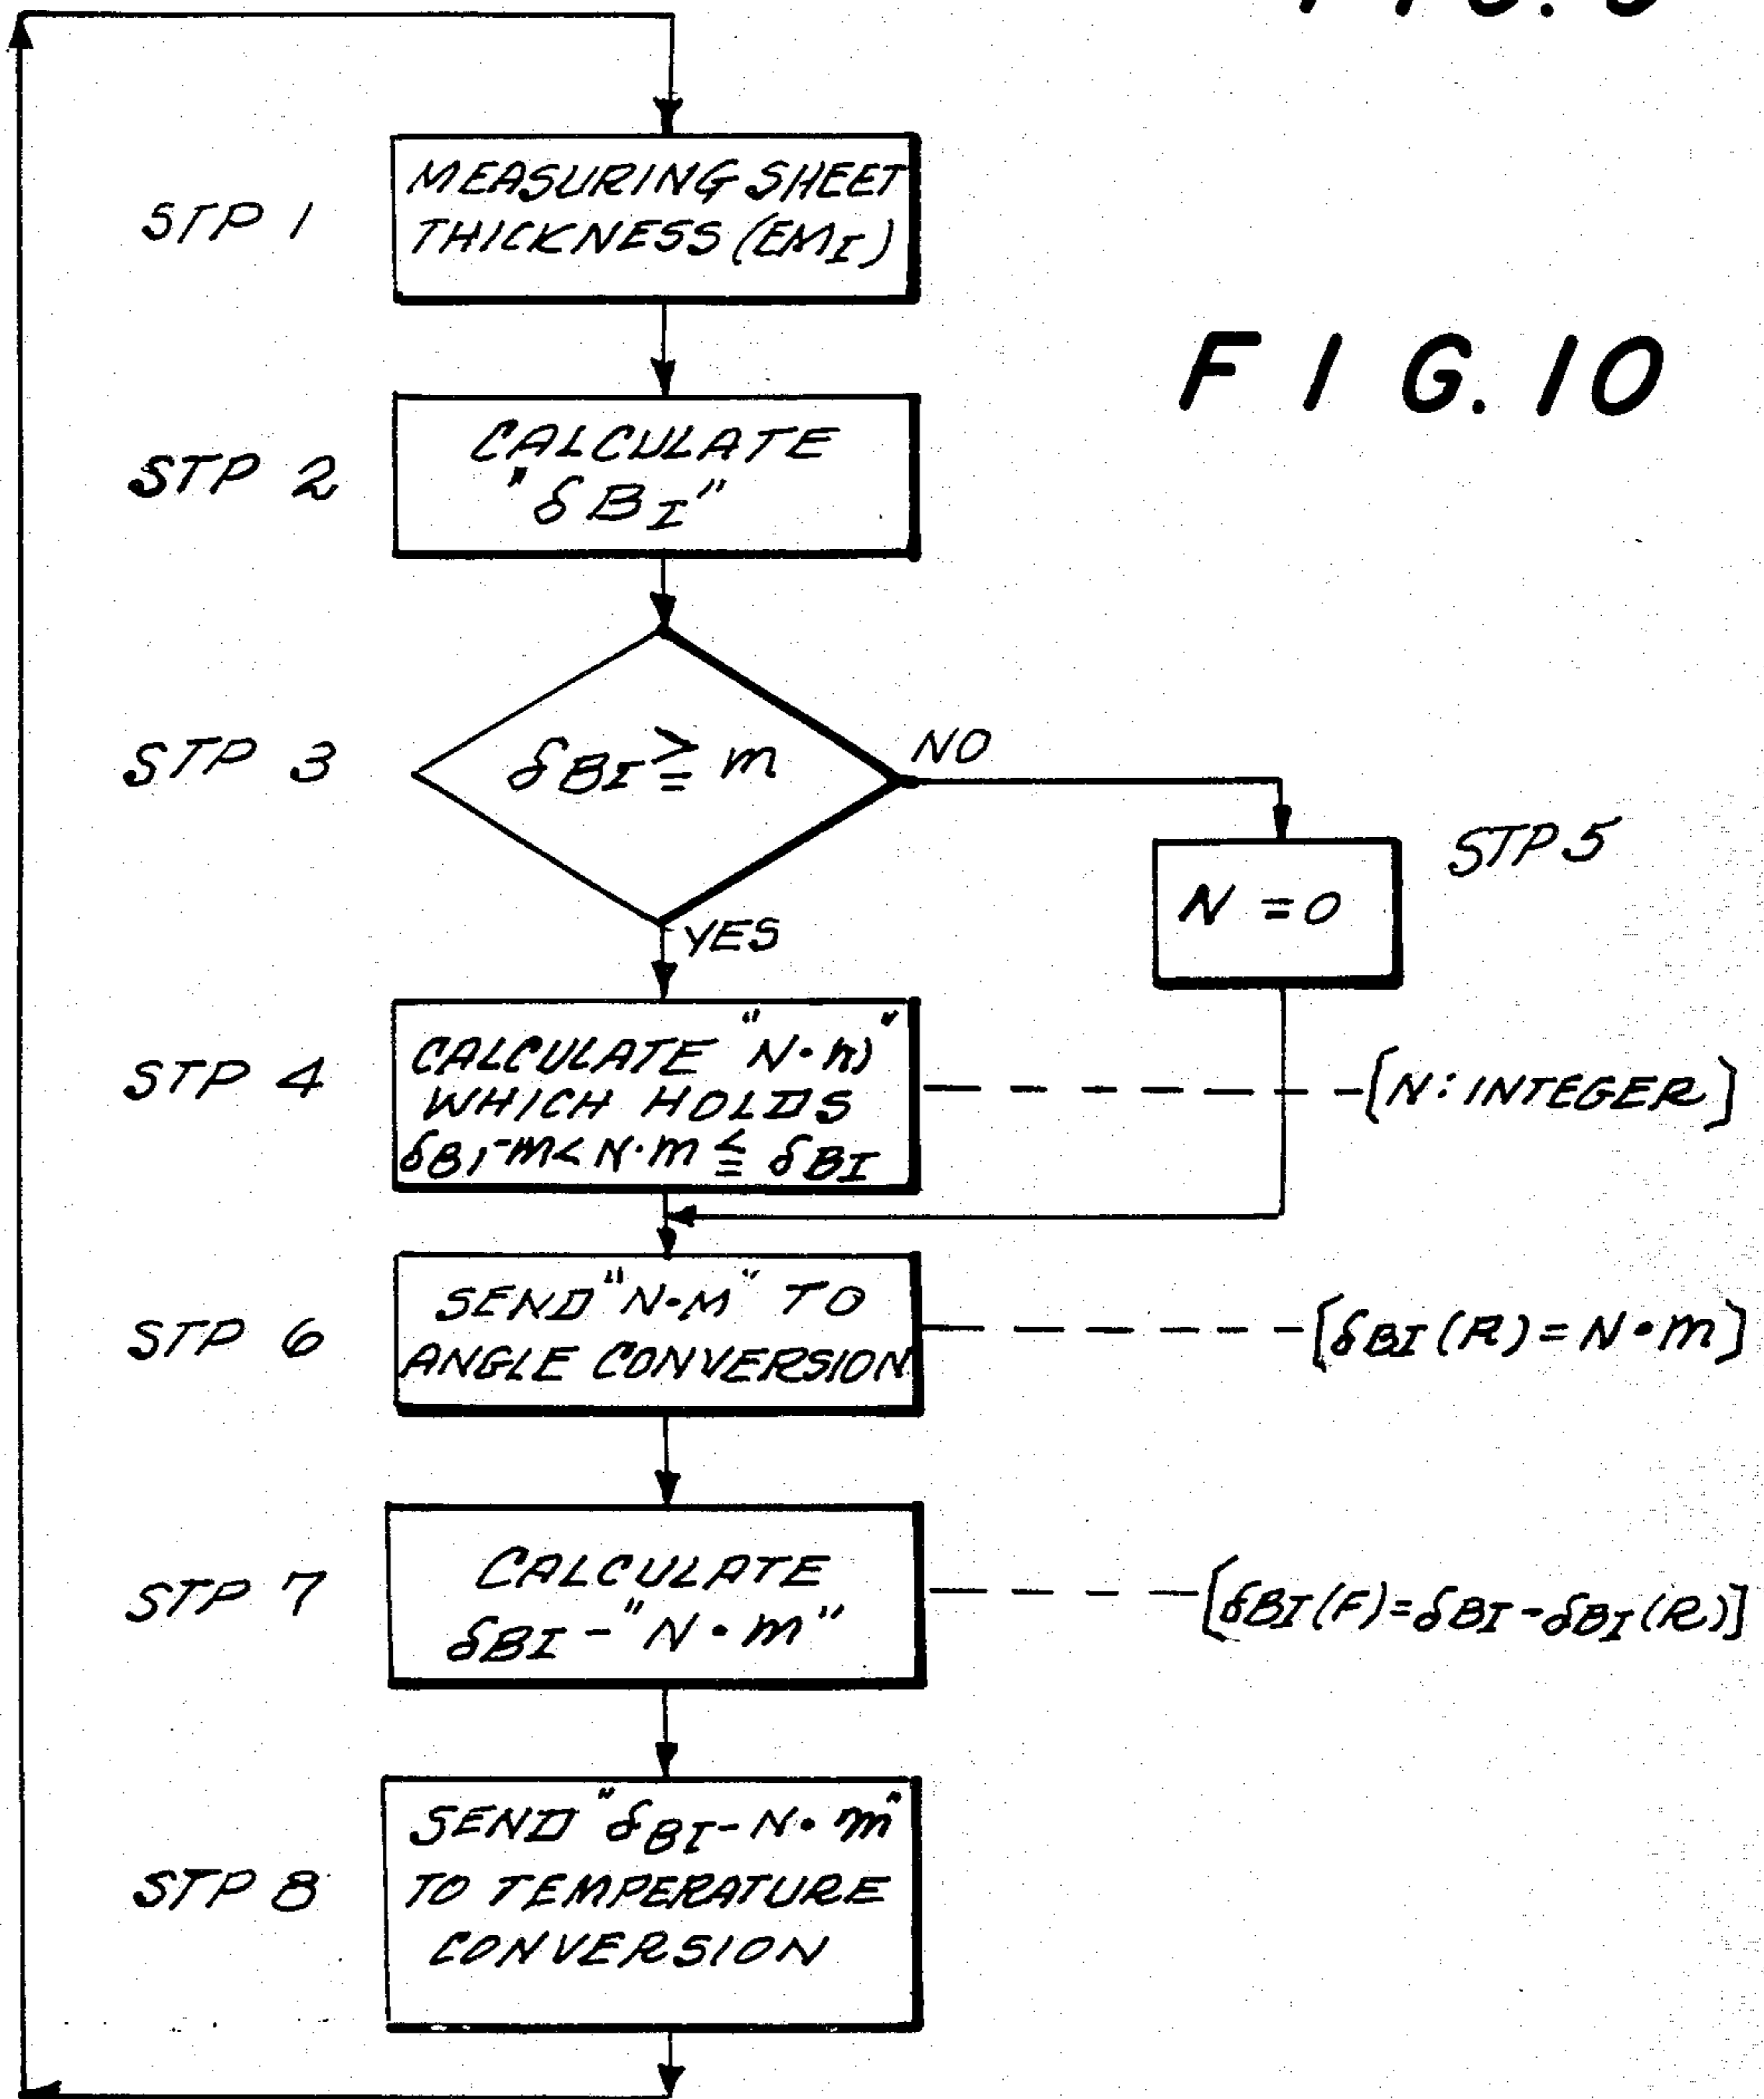 FIG. 10
STP 1
MEASURING SHEET
THICKNESS (EMI)
STP 2
CALCULATE
"δBI"
STP 3
δBI ≧ m
NO
YES
STP 5
N = 0
STP 4
CALCULATE "N·m"
WHICH HOLDS
δBI-m < N·m ≦ δBI
[N: INTEGER]
STP 6
SEND "N·M" TO
ANGLE CONVERSION
[δBI(R) = N·m]
STP 7
CALCULATE
δBI - "N·m"
[δBI(F) = δBI - δBI(R)]
STP 8
SEND "δBI - N·m"
TO TEMPERATURE
CONVERSION